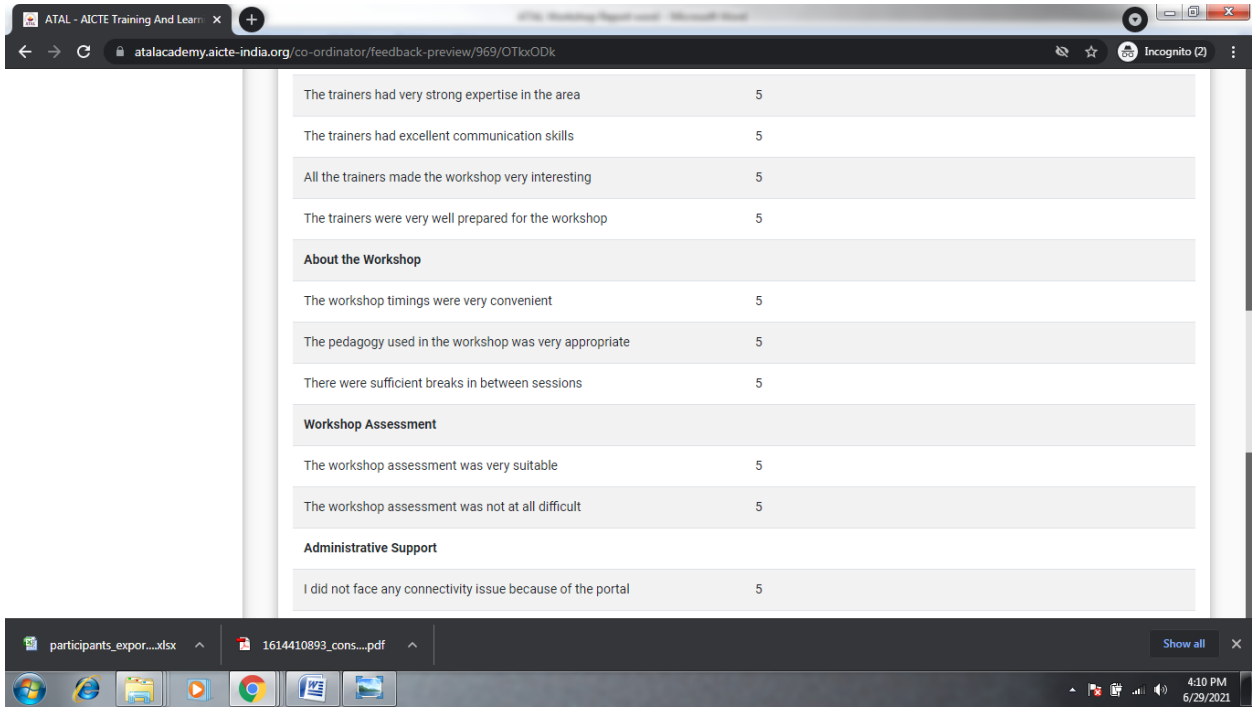 ATAL - AICTE Training And Learn
ATAL Workshop Report word - Microsoft Word
atalacademy.aicte-india.org/co-ordinator/feedback-preview/969/OTkxODk
Incognito (2)
The trainers had very strong expertise in the area 5
The trainers had excellent communication skills 5
All the trainers made the workshop very interesting 5
The trainers were very well prepared for the workshop 5
About the Workshop
The workshop timings were very convenient 5
The pedagogy used in the workshop was very appropriate 5
There were sufficient breaks in between sessions 5
Workshop Assessment
The workshop assessment was very suitable 5
The workshop assessment was not at all difficult 5
Administrative Support
I did not face any connectivity issue because of the portal 5
participants_expor....xlsx
1614410893_cons....pdf
Show all
4:10 PM
6/29/2021